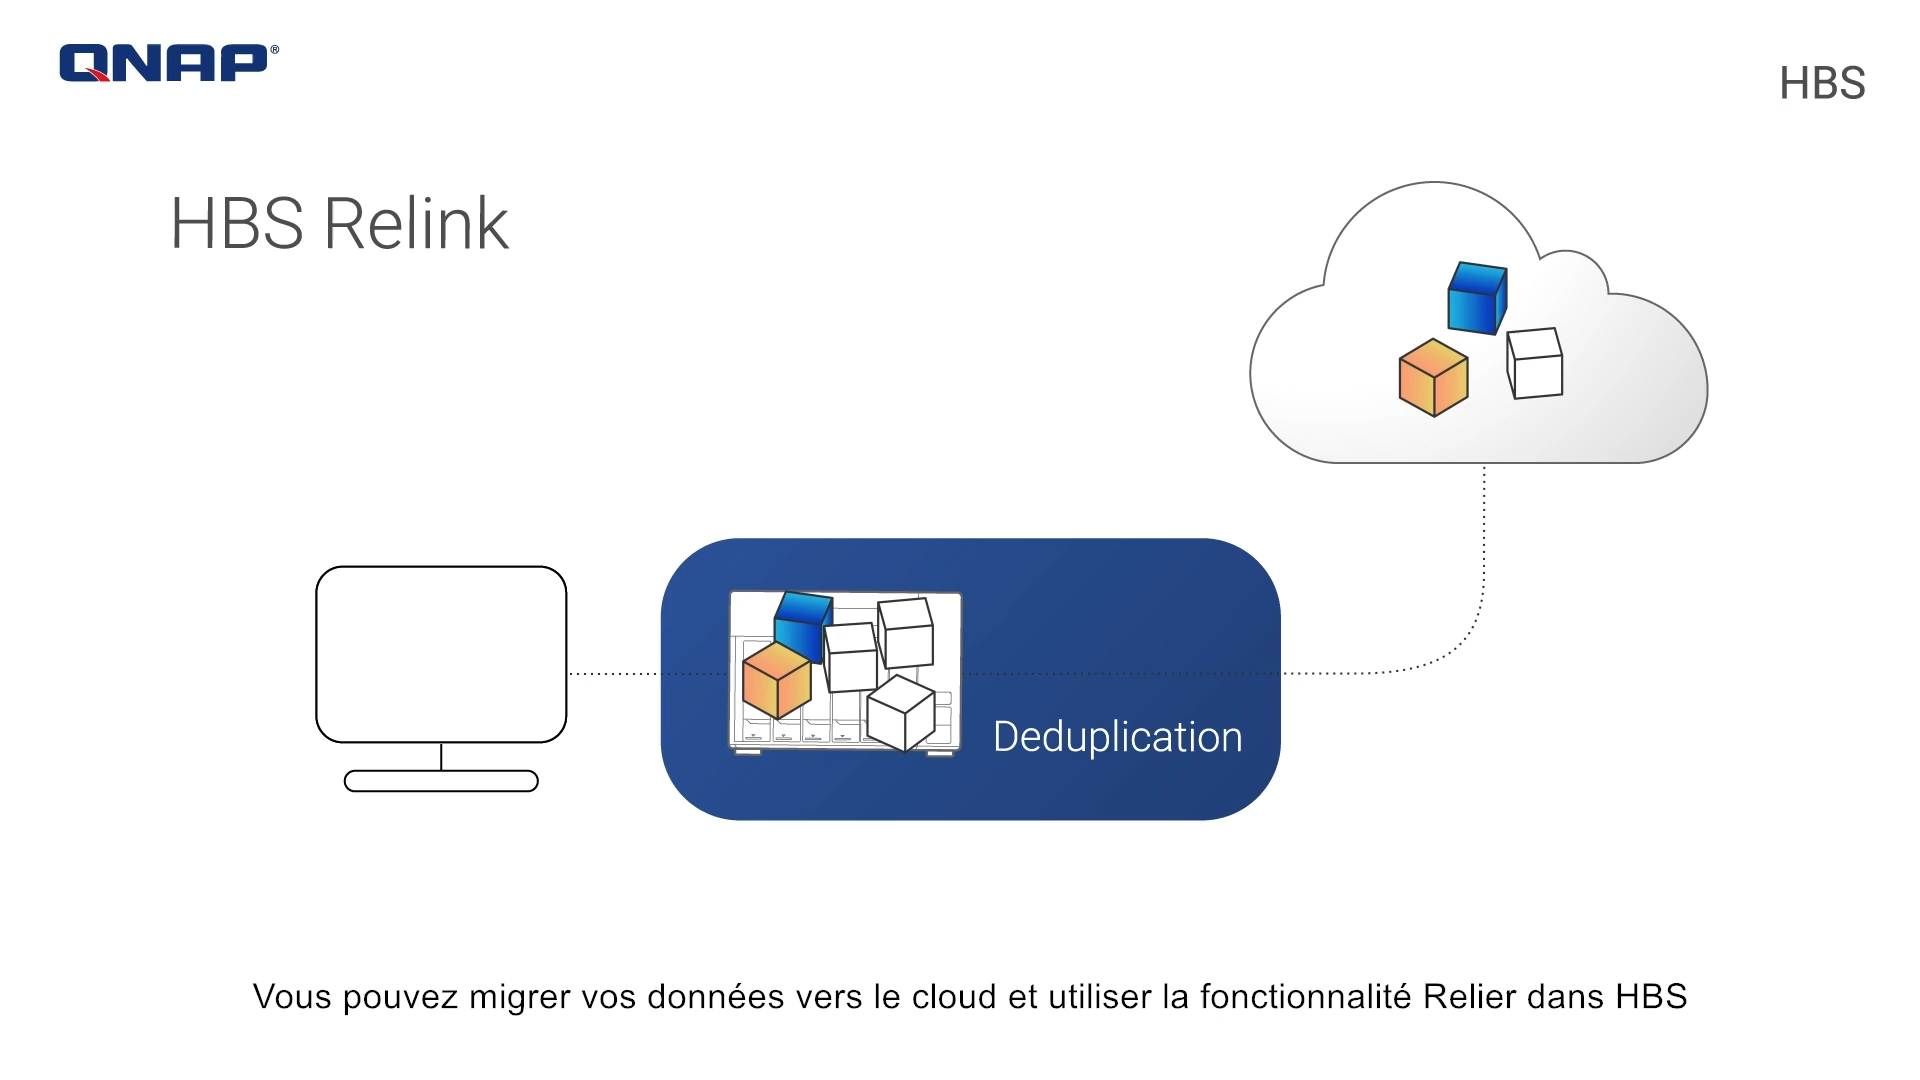 QNAP®
HBS
HBS Relink
Deduplication
Vous pouvez migrer vos données vers le cloud et utiliser la fonctionnalité Relier dans HBS